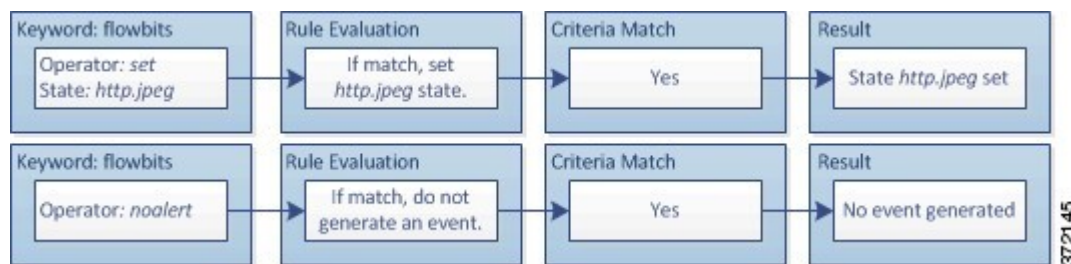 Keyword: flowbits
Operator: set
State: http.jpeg
Rule Evaluation
If match, set
http.jpeg state.
Criteria Match
Yes
Result
State http.jpeg set
Keyword: flowbits
Operator: noalert
Rule Evaluation
If match, do not
generate an event.
Criteria Match
Yes
Result
No event generated
372145